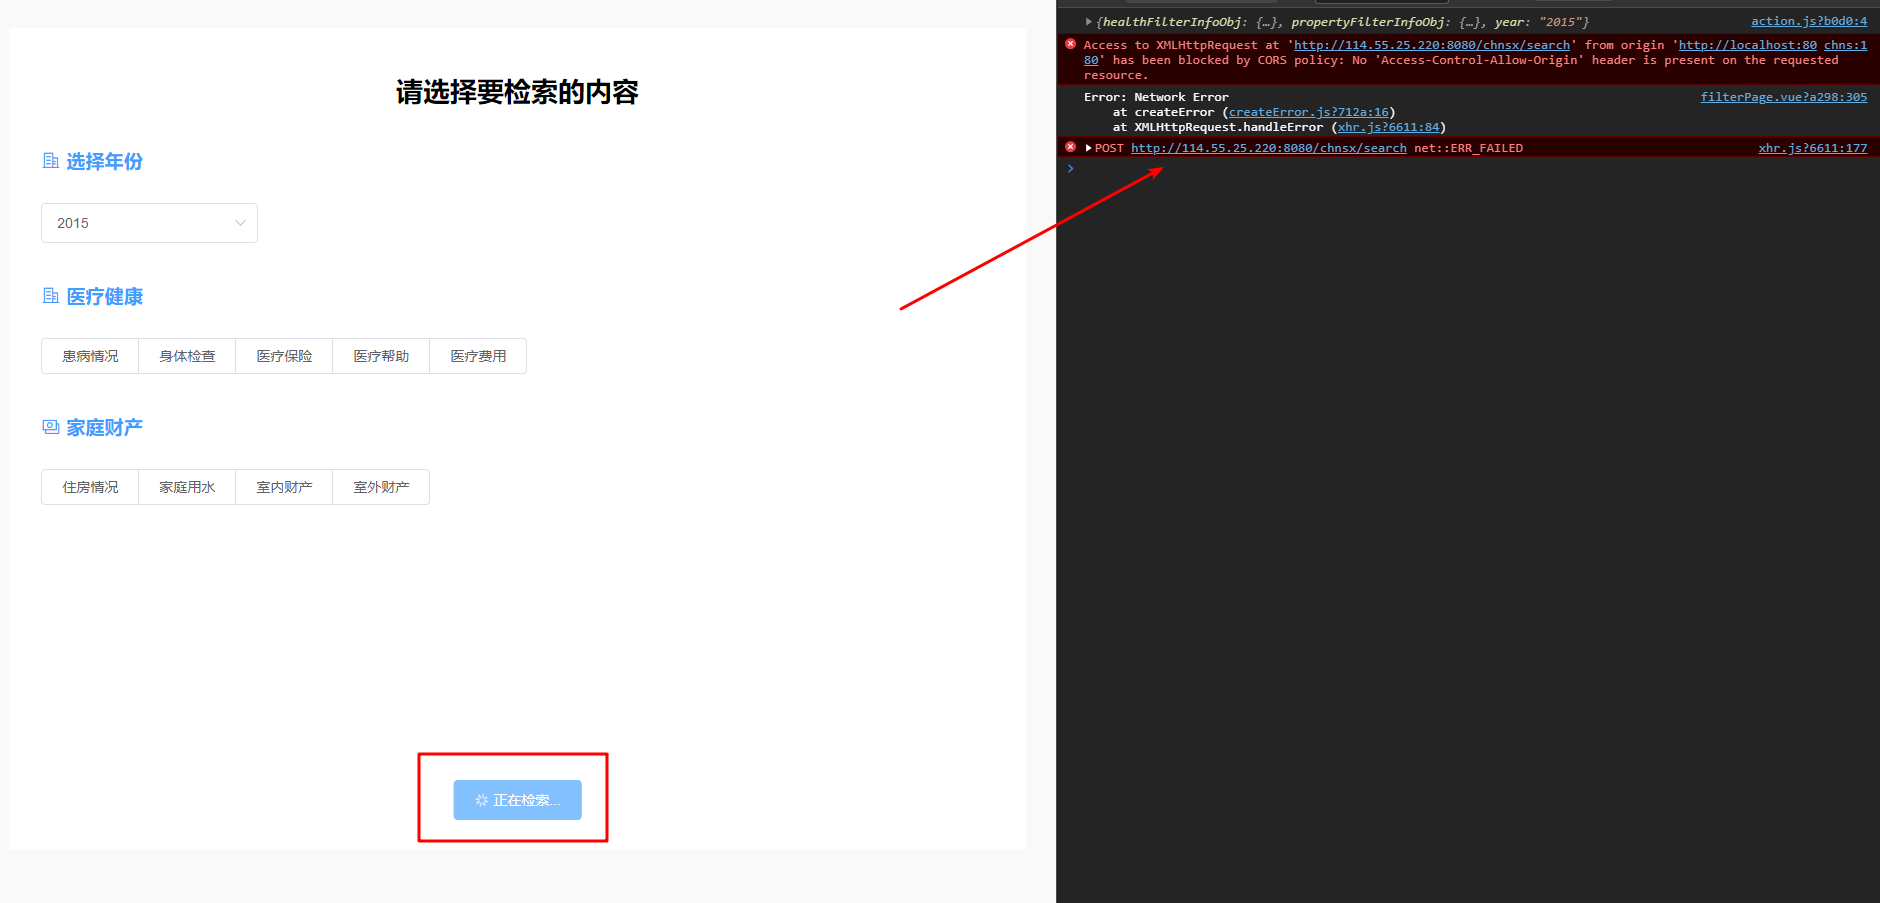 请选择要检索的内容
选择年份
2015
医疗健康
患病情况 身体检查 医疗保险 医疗帮助 医疗费用
家庭财产
住房情况 家庭用水 室内财产 室外财产
正在检索...
{healthFilterInfoObj: {…}, propertyFilterInfoObj: {…}, year: "2015"} action.js?b0d0:4
Access to XMLHttpRequest at 'http://114.55.25.220:8080/chnsx/search' from origin 'http://localhost:80 chns:1
80' has been blocked by CORS policy: No 'Access-Control-Allow-Origin' header is present on the requested
resource.
Error: Network Error filterPage.vue?a298:305
at createError (createError.js?712a:16)
at XMLHttpRequest.handleError (xhr.js?6611:84)
POST http://114.55.25.220:8080/chnsx/search net::ERR_FAILED xhr.js?6611:177